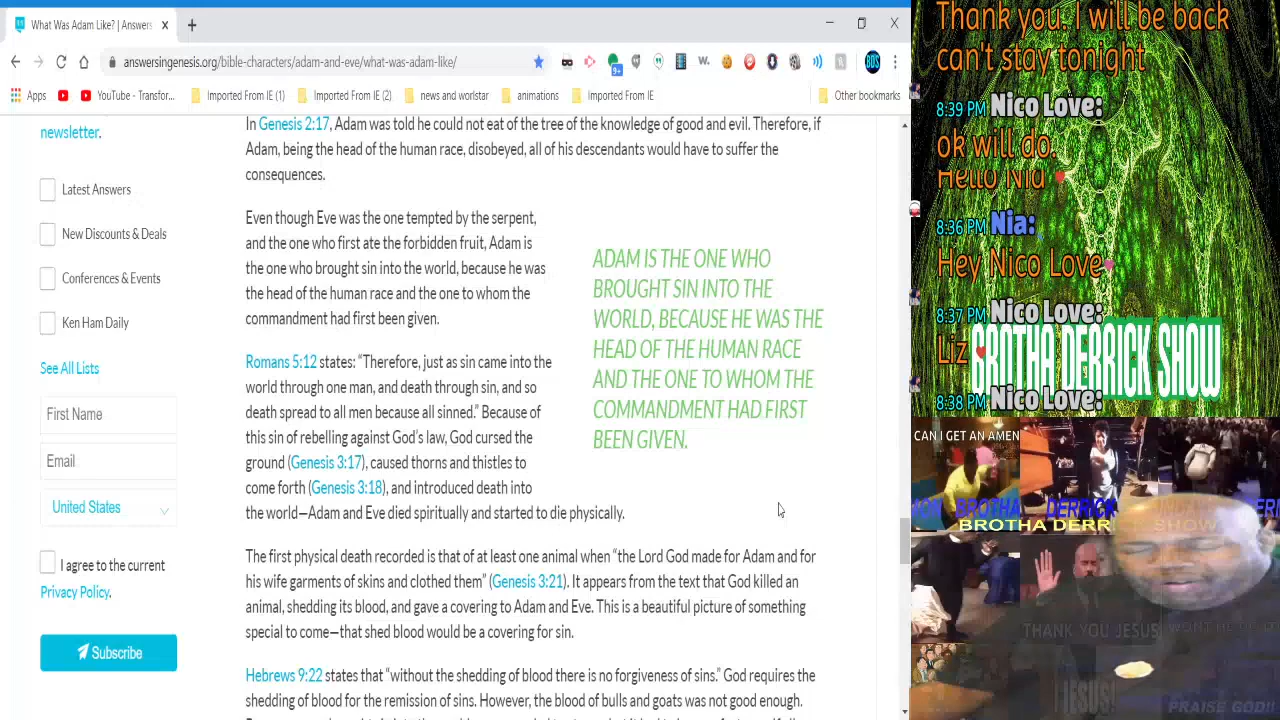 What Was Adam Like? | Answers
answersingenesis.org/bible-characters/adam-and-eve/what-was-adam-like/
9+
W.
BDS
Apps
YouTube - Transfor...
Imported From IE (1)
Imported From IE (2)
news and worlstar
animations
Imported From IE
Other bookmarks
newsletter.
Latest Answers
New Discounts & Deals
Conferences & Events
Ken Ham Daily
See All Lists
First Name
Email
United States
I agree to the current
Privacy Policy.
Subscribe
In Genesis 2:17, Adam was told he could not eat of the tree of the knowledge of good and evil. Therefore, if
Adam, being the head of the human race, disobeyed, all of his descendants would have to suffer the
consequences.
Even though Eve was the one tempted by the serpent,
and the one who first ate the forbidden fruit, Adam is
the one who brought sin into the world, because he was
the head of the human race and the one to whom the
commandment had first been given.
ADAM IS THE ONE WHO
BROUGHT SIN INTO THE
WORLD, BECAUSE HE WAS THE
HEAD OF THE HUMAN RACE
AND THE ONE TO WHOM THE
COMMANDMENT HAD FIRST
BEEN GIVEN.
Romans 5:12 states: “Therefore, just as sin came into the
world through one man, and death through sin, and so
death spread to all men because all sinned.” Because of
this sin of rebelling against God’s law, God cursed the
ground (Genesis 3:17), caused thorns and thistles to
come forth (Genesis 3:18), and introduced death into
the world—Adam and Eve died spiritually and started to die physically.
The first physical death recorded is that of at least one animal when “the Lord God made for Adam and for
his wife garments of skins and clothed them” (Genesis 3:21). It appears from the text that God killed an
animal, shedding its blood, and gave a covering to Adam and Eve. This is a beautiful picture of something
special to come—that shed blood would be a covering for sin.
Hebrews 9:22 states that “without the shedding of blood there is no forgiveness of sins.” God requires the
shedding of blood for the remission of sins. However, the blood of bulls and goats was not good enough.
Thank you. I will be back
can't stay tonight
8:39 PM Nico Love:
ok will do.
Hello Nia
8:36 PM Nia:
Hey Nico Love
8:37 PM Nico Love:
Liz
BROTHA DERRICK SHOW
8:38 PM Nico Love:
CAN I GET AN AMEN
BROTHA DERRICK
BROTHA DERRICK SHOW
THANK YOU JESUS
JESUS!
PRAISE GOD!!